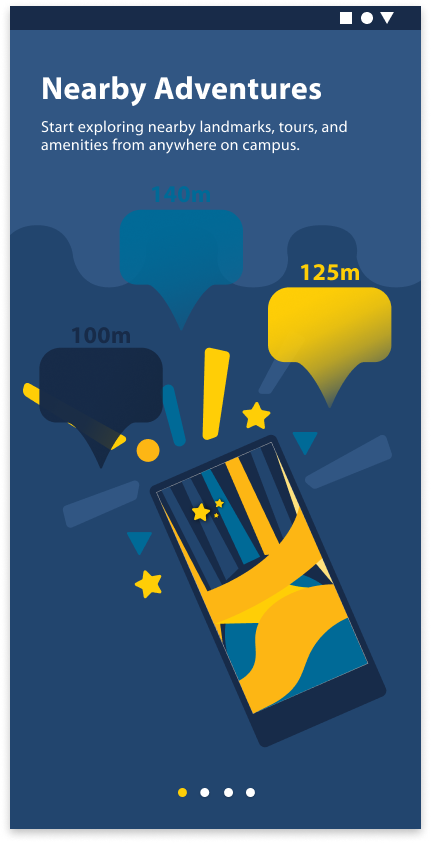 Nearby Adventures
Start exploring nearby landmarks, tours, and
amenities from anywhere on campus.
140m
125m
100m